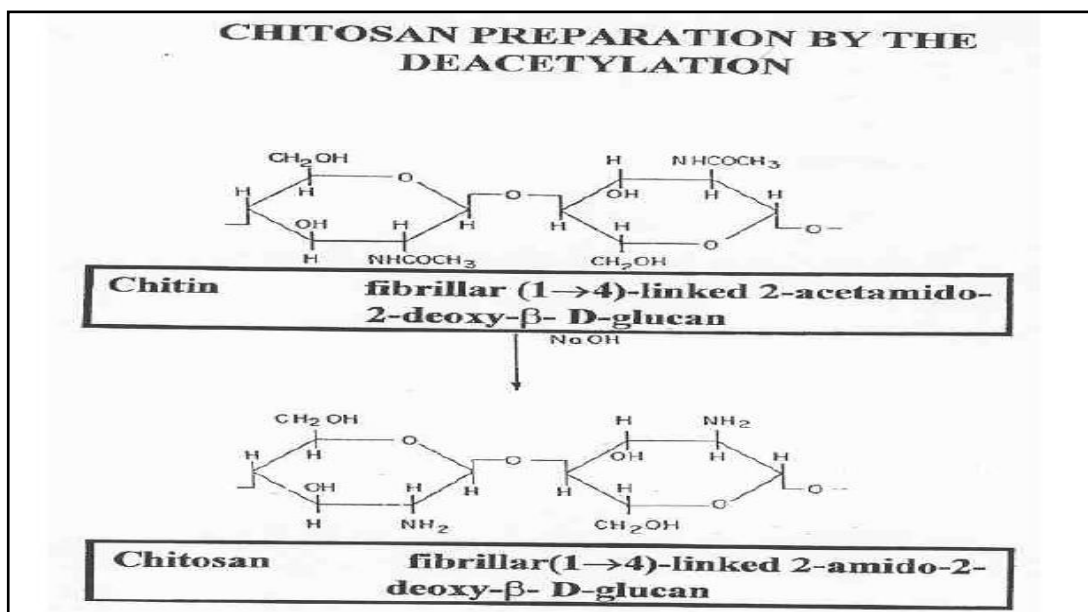 CHITOSAN PREPARATION BY THE
DEACETYLATION
CH₂OH
O
H
H
OH
H
H
H
NHCOCH₃
O
H
NHCOCH₃
H
OH
H
H
H
H
O
CH₂OH
O
Chitin fibrillar (1→4)-linked 2-acetamido-
2-deoxy-β- D-glucan
NaOH
CH₂OH
O
H
H
OH
H
H
H
NH₂
O
H
NH₂
H
OH
H
H
H
H
O
CH₂OH
O
Chitosan fibrillar(1→4)-linked 2-amido-2-
deoxy-β- D-glucan